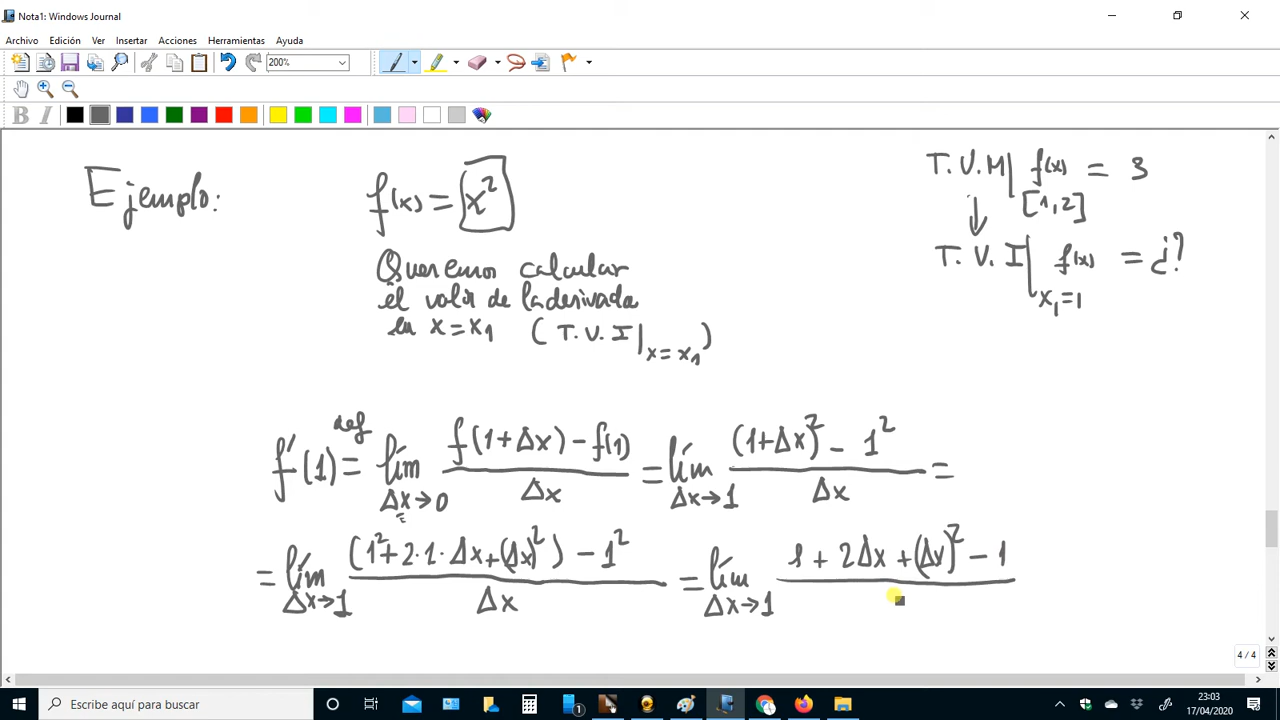 Nota1: Windows Journal
Archivo Edición Ver Insertar Acciones Herramientas Ayuda
200%
B I
Ejemplo: f(x) = x²
T.V.M| f(x) = 3
[1,2]
↓
T.V.I| f(x) = ¿?
x₁=1
Queremos calcular
el valor de la derivada
en x = x₁ (T.V.I|x=x₁)
f'(1) def= lím Δx→0 (f(1+Δx) - f(1))/Δx = lím Δx→1 ((1+Δx)² - 1²)/Δx =
= lím Δx→1 ((1²+2·1·Δx+(Δx)²) - 1²)/Δx = lím Δx→1 1 + 2Δx + (Δx)² - 1
4 / 4
Escribe aquí para buscar
1
23:03
17/04/2020